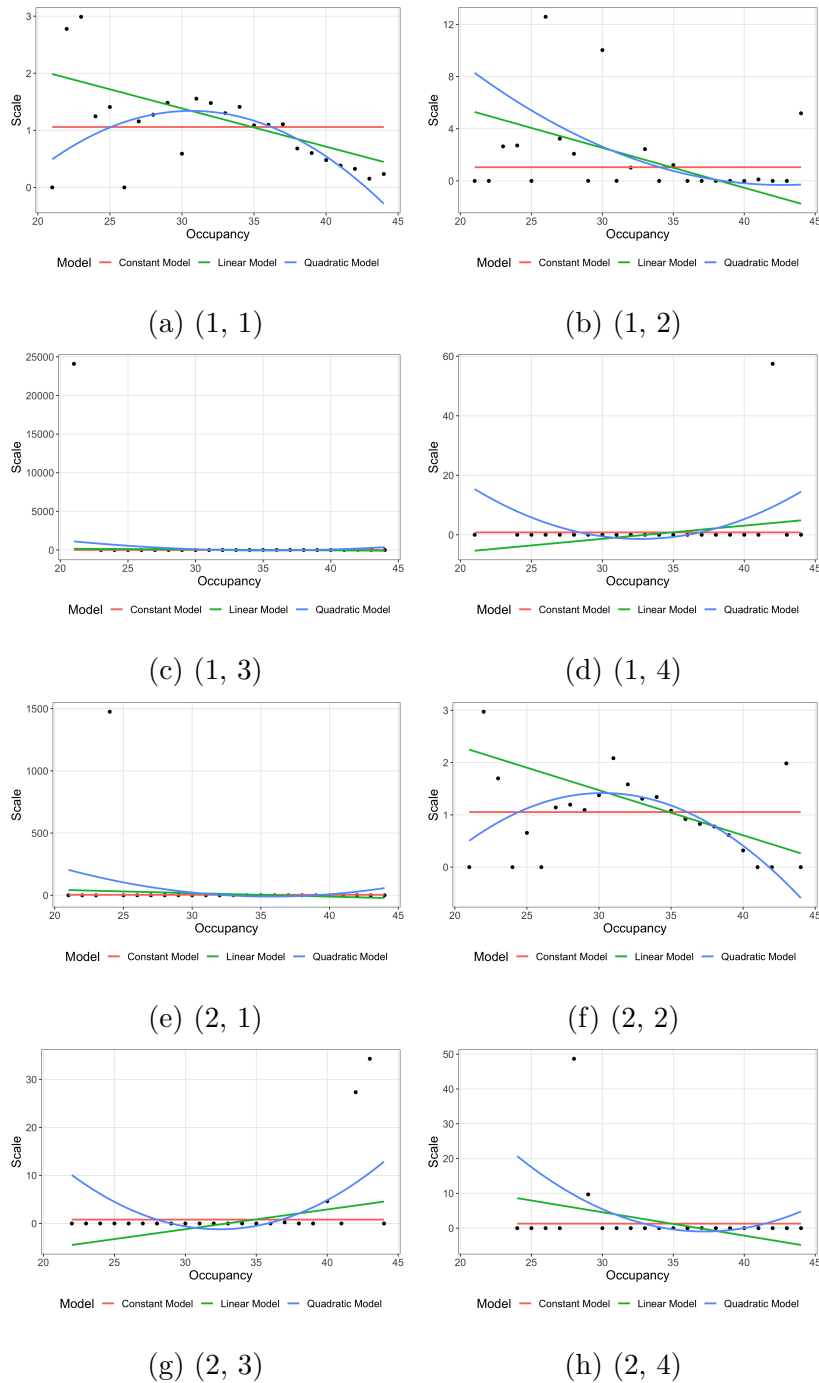 3
2
1
0
Scale
20
25
30
35
40
45
Occupancy
Model Constant Model Linear Model Quadratic Model
(a) (1, 1)
12
8
4
0
Scale
20
25
30
35
40
45
Occupancy
Model Constant Model Linear Model Quadratic Model
(b) (1, 2)
25000
20000
15000
10000
5000
0
Scale
20
25
30
35
40
45
Occupancy
Model Constant Model Linear Model Quadratic Model
(c) (1, 3)
60
40
20
0
Scale
20
25
30
35
40
45
Occupancy
Model Constant Model Linear Model Quadratic Model
(d) (1, 4)
1500
1000
500
0
Scale
20
25
30
35
40
45
Occupancy
Model Constant Model Linear Model Quadratic Model
(e) (2, 1)
3
2
1
0
Scale
20
25
30
35
40
45
Occupancy
Model Constant Model Linear Model Quadratic Model
(f) (2, 2)
30
20
10
0
Scale
20
25
30
35
40
45
Occupancy
Model Constant Model Linear Model Quadratic Model
(g) (2, 3)
50
40
30
20
10
0
Scale
20
25
30
35
40
45
Occupancy
Model Constant Model Linear Model Quadratic Model
(h) (2, 4)